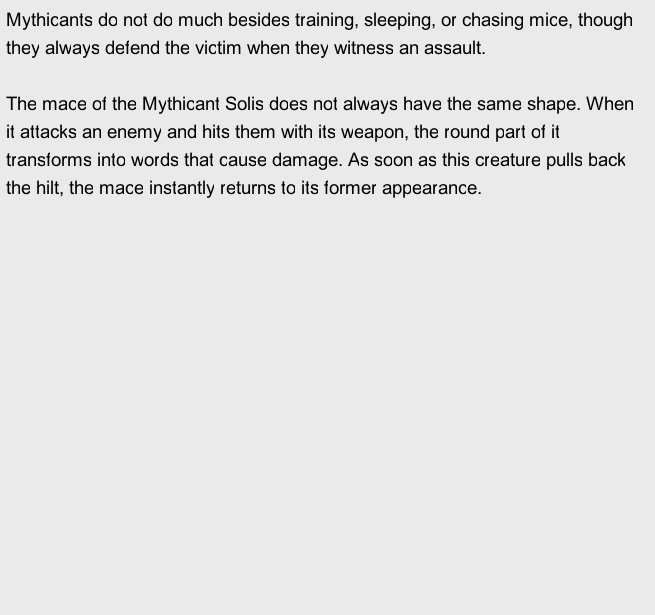 Mythicants do not do much besides training, sleeping, or chasing mice, though
they always defend the victim when they witness an assault.
The mace of the Mythicant Solis does not always have the same shape. When
it attacks an enemy and hits them with its weapon, the round part of it
transforms into words that cause damage. As soon as this creature pulls back
the hilt, the mace instantly returns to its former appearance.